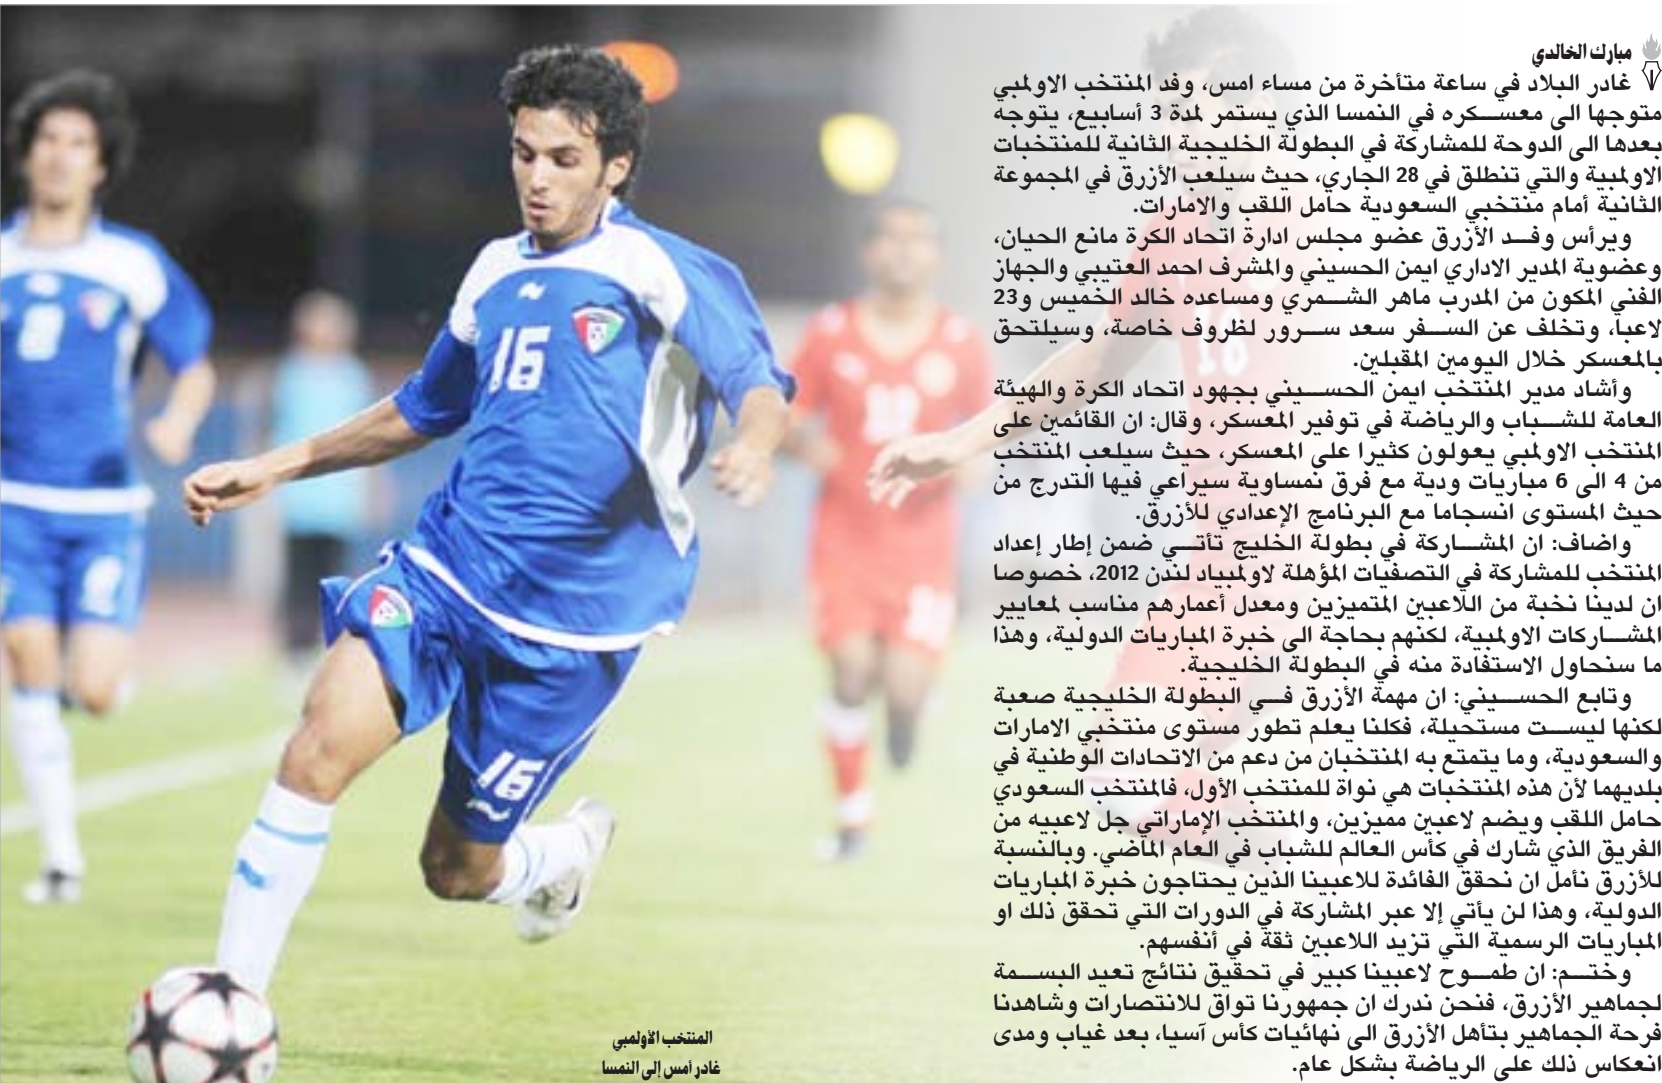 مبارك الخالدي
غادر البلاد في ساعة متأخرة من مساء امس، وفد المنتخب الاولمبي
متوجها الى معسكره في النمسا الذي يستمر لمدة 3 أسابيع، يتوجه
بعدها الى الدوحة للمشاركة في البطولة الخليجية الثانية للمنتخبات
الاولمبية والتي تنطلق في 28 الجاري، حيث سيلعب الأزرق في المجموعة
الثانية أمام منتخبي السعودية حامل اللقب والامارات.
ويرأس وفد الأزرق عضو مجلس ادارة اتحاد الكرة مانع الحيان،
وعضوية المدير الاداري ايمن الحسيني والمشرف احمد العتيبي والجهاز
الفني المكون من المدرب ماهر الشمري ومساعده خالد الخميس و23
لاعبا، وتخلف عن السفر سعد سرور لظروف خاصة، وسيلتحق
بالمعسكر خلال اليومين المقبلين.
وأشاد مدير المنتخب ايمن الحسيني بجهود اتحاد الكرة والهيئة
العامة للشباب والرياضة في توفير المعسكر، وقال: ان القائمين على
المنتخب الاولمبي يعولون كثيرا على المعسكر، حيث سيلعب المنتخب
من 4 الى 6 مباريات ودية مع فرق نمساوية سيراعي فيها التدرج من
حيث المستوى انسجاما مع البرنامج الإعدادي للأزرق.
واضاف: ان المشاركة في بطولة الخليج تأتي ضمن إطار إعداد
المنتخب للمشاركة في التصفيات المؤهلة لاولمبياد لندن 2012، خصوصا
ان لدينا نخبة من اللاعبين المتميزين ومعدل أعمارهم مناسب لمعايير
المشاركات الاولمبية، لكنهم بحاجة الى خبرة المباريات الدولية، وهذا
ما سنحاول الاستفادة منه في البطولة الخليجية.
وتابع الحسيني: ان مهمة الأزرق في البطولة الخليجية صعبة
لكنها ليست مستحيلة، فكلنا يعلم تطور مستوى منتخبي الامارات
والسعودية، وما يتمتع به المنتخبان من دعم من الاتحادات الوطنية في
بلديهما لأن هذه المنتخبات هي نواة للمنتخب الأول، فالمنتخب السعودي
حامل اللقب ويضم لاعبين مميزين، والمنتخب الإماراتي جل لاعبيه من
الفريق الذي شارك في كأس العالم للشباب في العام الماضي. وبالنسبة
للأزرق نأمل ان نحقق الفائدة للاعبينا الذين يحتاجون خبرة المباريات
الدولية، وهذا لن يأتي إلا عبر المشاركة في الدورات التي تحقق ذلك او
المباريات الرسمية التي تزيد اللاعبين ثقة في أنفسهم.
وختم: ان طموح لاعبينا كبير في تحقيق نتائج تعيد البسمة
لجماهير الأزرق، فنحن ندرك ان جمهورنا تواق للانتصارات وشاهدنا
فرحة الجماهير بتأهل الأزرق الى نهائيات كأس آسيا، بعد غياب ومدى
انعكاس ذلك على الرياضة بشكل عام.
16
16
المنتخب الأولمبي
غادر أمس إلى النمسا